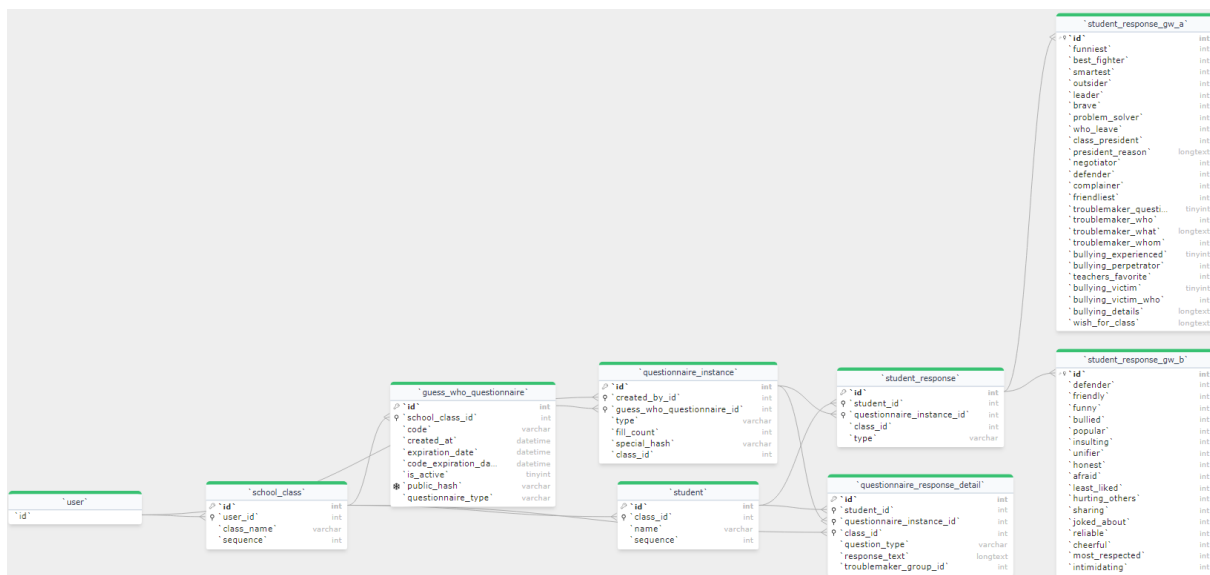 `student_response_gw_a`
`id` int
`funniest` int
`best_fighter` int
`smartest` int
`outsider` int
`leader` int
`brave` int
`problem_solver` int
`who_leave` int
`class_president` int
`president_reason` longtext
`negotiator` int
`defender` int
`complainer` int
`friendliest` int
`troublemaker_questi... tinyint
`troublemaker_who` int
`troublemaker_what` longtext
`troublemaker_whom` int
`bullying_experienced` tinyint
`bullying_perpetrator` int
`teachers_favorite` int
`bullying_victim` tinyint
`bullying_victim_who` int
`bullying_details` longtext
`wish_for_class` longtext
`student_response_gw_b`
`id` int
`defender` int
`friendly` int
`funny` int
`bullied` int
`popular` int
`insulting` int
`unifier` int
`honest` int
`afraid` int
`least_liked` int
`hurting_others` int
`sharing` int
`joked_about` int
`reliable` int
`cheerful` int
`most_respected` int
`intimidating` int
`questionnaire_instance`
`id` int
`created_by_id` int
`guess_who_questionnaire_id` int
`type` varchar
`fill_count` int
`special_hash` varchar
`class_id` int
`student_response`
`id` int
`student_id` int
`questionnaire_instance_id` int
`class_id` int
`type` varchar
`guess_who_questionnaire`
`id` int
`school_class_id` int
`code` varchar
`created_at` datetime
`expiration_date` datetime
`code_expiration_da... datetime
`is_active` tinyint
`public_hash` varchar
`questionnaire_type` varchar
`user`
`id`
`school_class`
`id` int
`user_id` int
`class_name` varchar
`sequence` int
`student`
`id` int
`class_id` int
`name` varchar
`sequence` int
`questionnaire_response_detail`
`id` int
`student_id` int
`questionnaire_instance_id` int
`class_id` int
`question_type` varchar
`response_text` longtext
`troublemaker_group_id` int